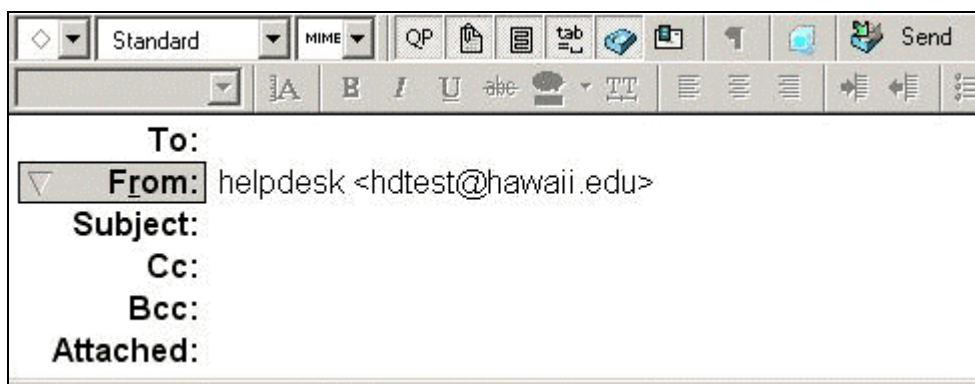 Standard MIME QP tab Send
A B I U abc TT
To:
From: helpdesk <hdtest@hawaii.edu>
Subject:
Cc:
Bcc:
Attached: